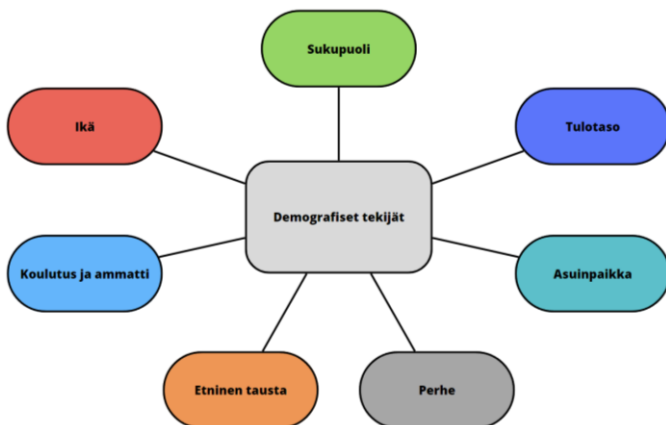 Sukupuoli
Ikä
Tulotaso
Demografiset tekijät
Koulutus ja ammatti
Asuinpaikka
Etninen tausta
Perhe